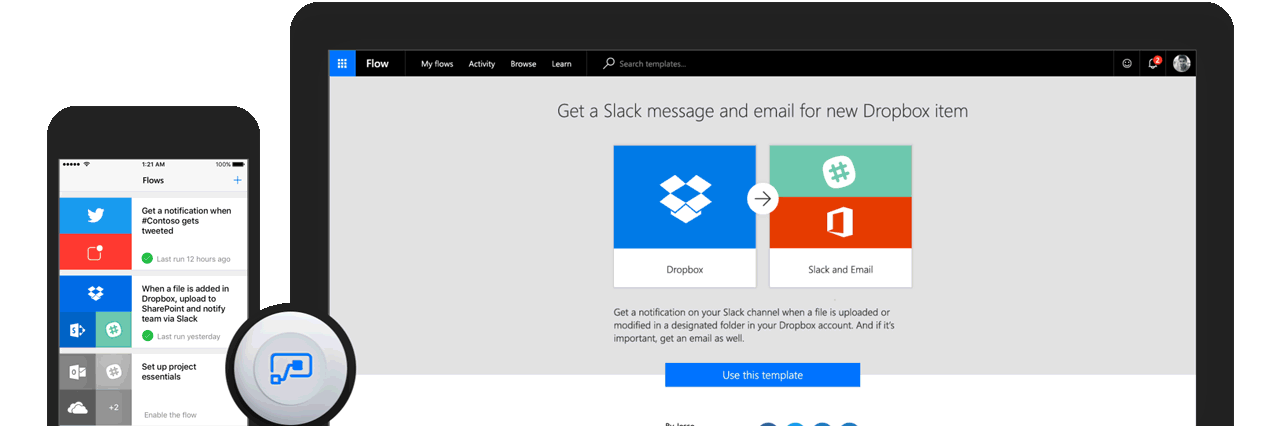 1:21 AM
100%
Flows
+
Get a notification when
#Contoso gets
tweeted
Last run 12 hours ago
When a file is added in
Dropbox, upload to
SharePoint and notify
team via Slack
Last run yesterday
Set up project
essentials
+2
Enable the flow
Flow
My flows
Activity
Browse
Learn
Search templates...
2
Get a Slack message and email for new Dropbox item
Dropbox
Slack and Email
Get a notification on your Slack channel when a file is uploaded or
modified in a designated folder in your Dropbox account. And if it's
important, get an email as well.
Use this template
By Jesse